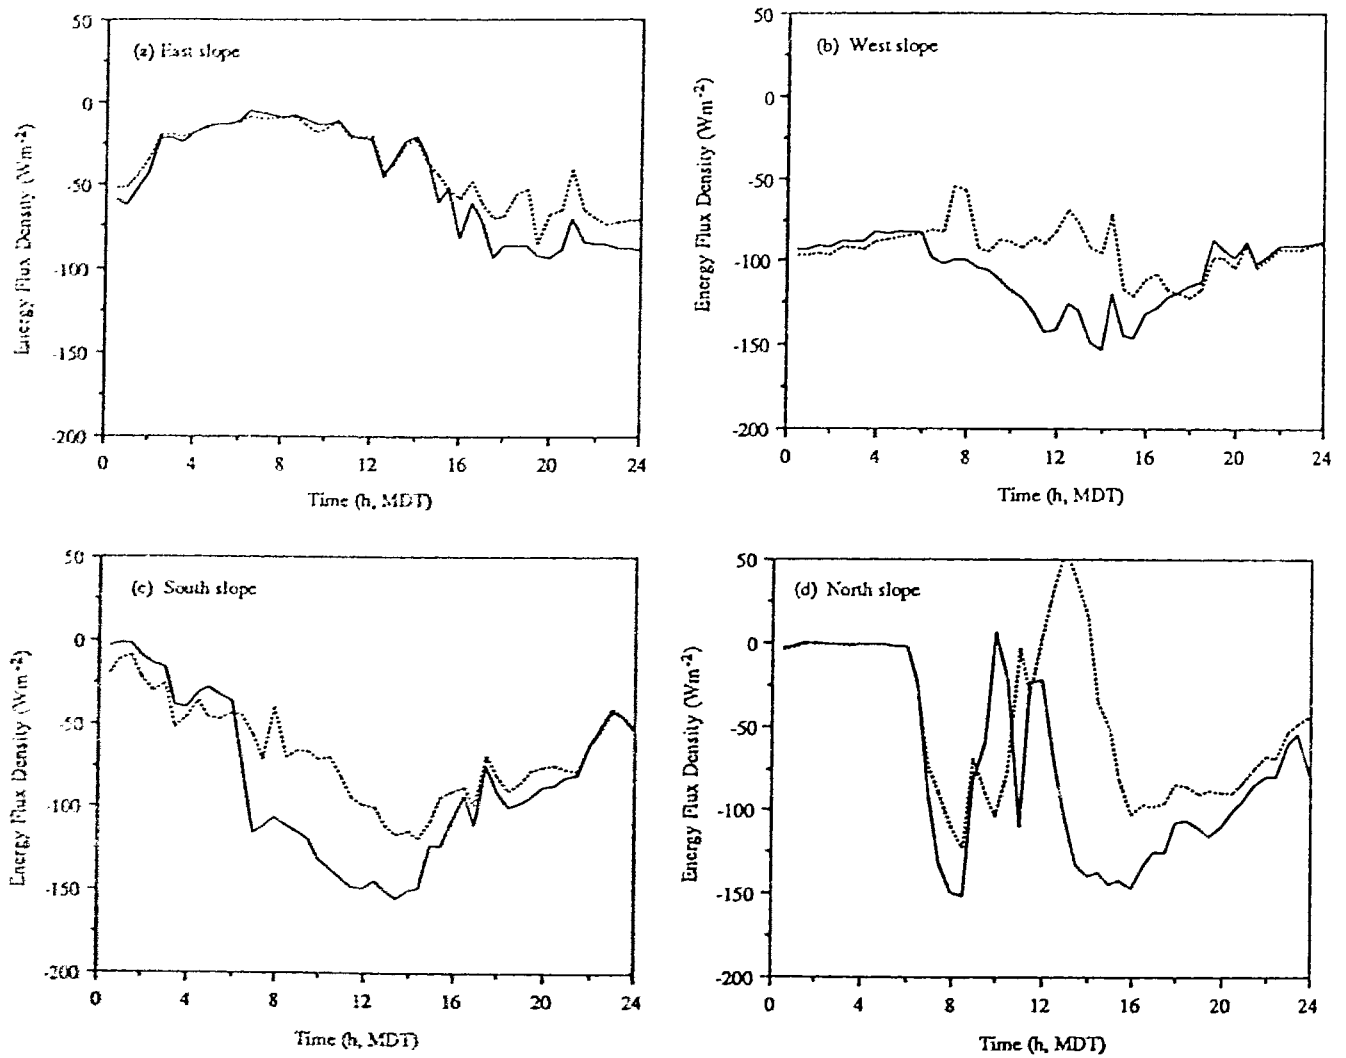 (a) East slope
50
0
-50
-100
-150
-200
Energy Flux Density (Wm-2)
0 4 8 12 16 20 24
Time (h, MDT)
(b) West slope
50
0
-50
-100
-150
-200
Energy Flux Density (Wm-2)
0 4 8 12 16 20 24
Time (h, MDT)
(c) South slope
50
0
-50
-100
-150
-200
Energy Flux Density (Wm-2)
0 4 8 12 16 20 24
Time (h, MDT)
(d) North slope
50
0
-50
-100
-150
-200
Energy Flux Density (Wm-2)
0 4 8 12 16 20 24
Time (h, MDT)